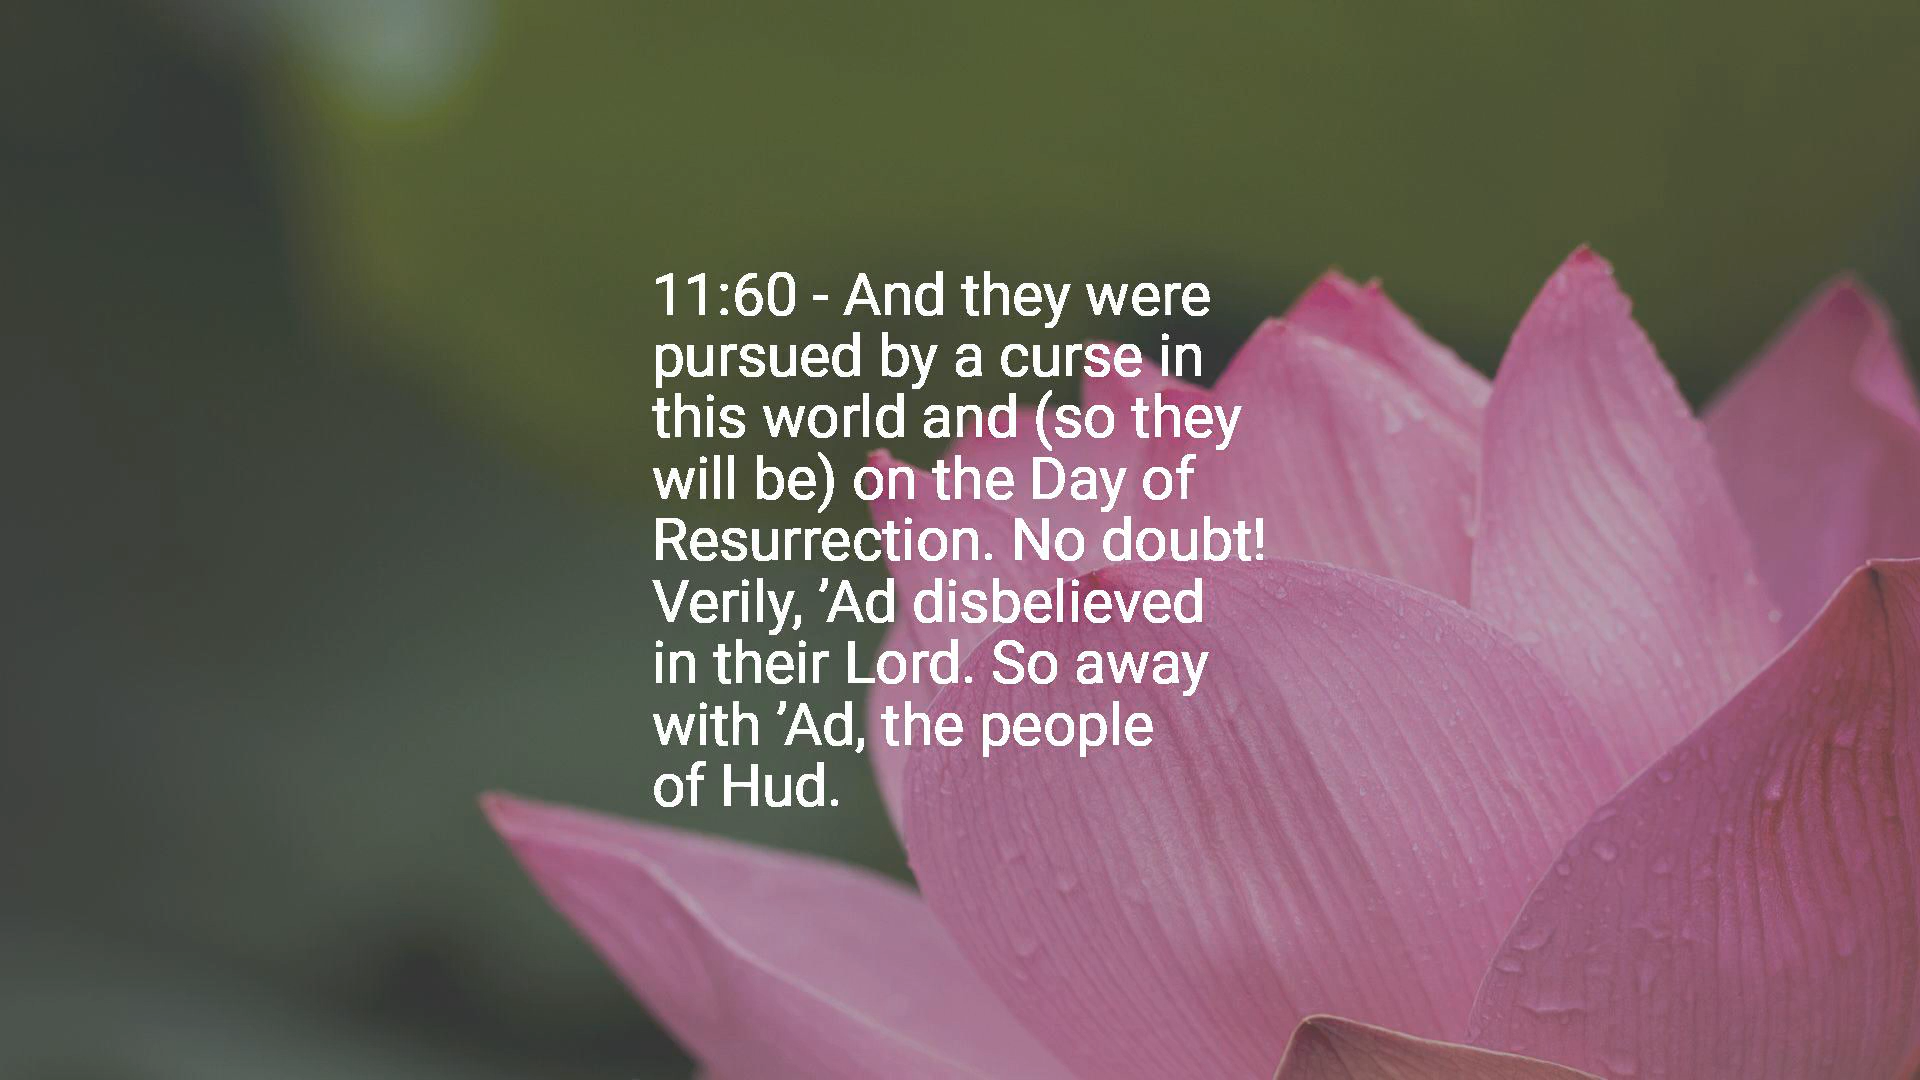 11:60 - And they were
pursued by a curse in
this world and (so they
will be) on the Day of
Resurrection. No doubt!
Verily, ’Ad disbelieved
in their Lord. So away
with ’Ad, the people
of Hud.